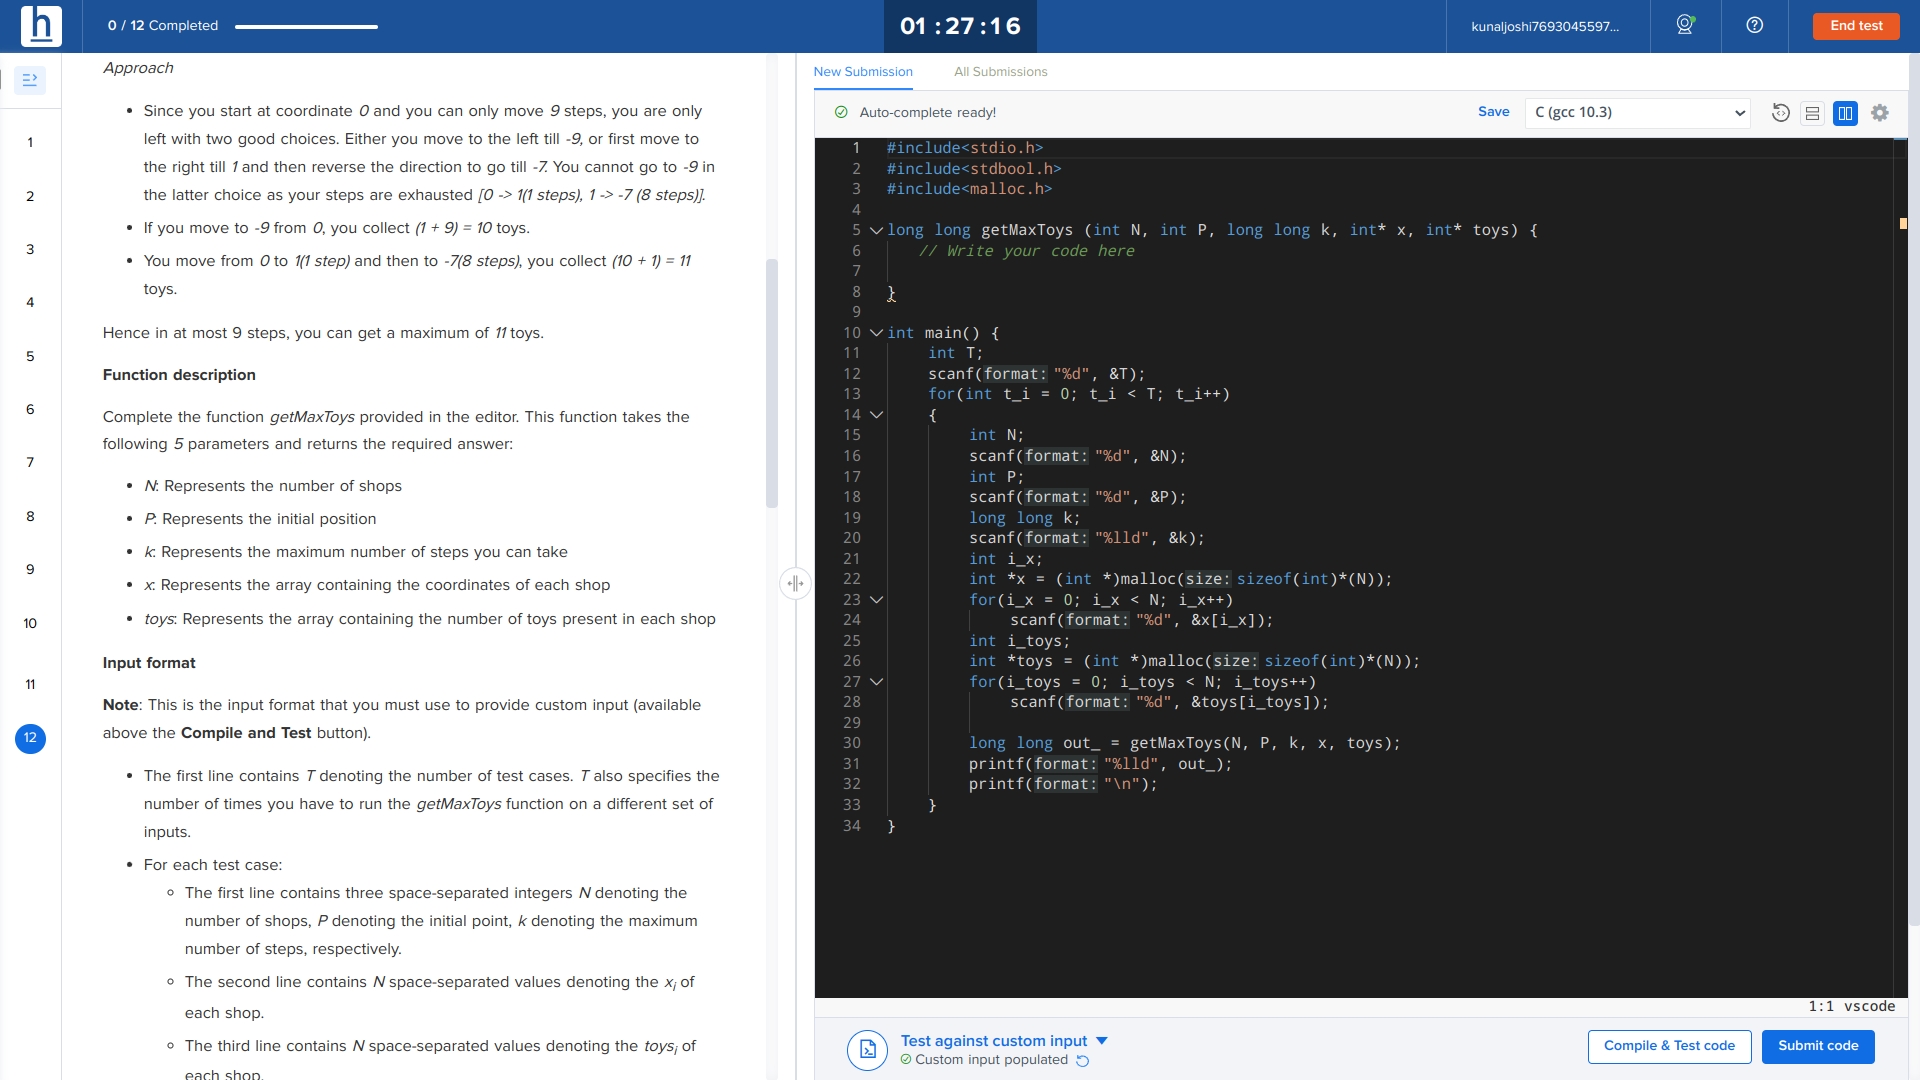 h
0 / 12 Completed
01 : 27 : 16
kunaljoshi7693045597...
End test
1
2
3
4
5
6
7
8
9
10
11
12
Approach
• Since you start at coordinate 0 and you can only move 9 steps, you are only
left with two good choices. Either you move to the left till -9, or first move to
the right till 1 and then reverse the direction to go till -7. You cannot go to -9 in
the latter choice as your steps are exhausted [0 -> 1(1 steps), 1 -> -7 (8 steps)].
• If you move to -9 from 0, you collect (1 + 9) = 10 toys.
• You move from 0 to 1(1 step) and then to -7(8 steps), you collect (10 + 1) = 11
toys.
Hence in at most 9 steps, you can get a maximum of 11 toys.
Function description
Complete the function getMaxToys provided in the editor. This function takes the
following 5 parameters and returns the required answer:
• N: Represents the number of shops
• P: Represents the initial position
• k: Represents the maximum number of steps you can take
• x: Represents the array containing the coordinates of each shop
• toys: Represents the array containing the number of toys present in each shop
Input format
Note: This is the input format that you must use to provide custom input (available
above the Compile and Test button).
• The first line contains T denoting the number of test cases. T also specifies the
number of times you have to run the getMaxToys function on a different set of
inputs.
• For each test case:
◦ The first line contains three space-separated integers N denoting the
number of shops, P denoting the initial point, k denoting the maximum
number of steps, respectively.
◦ The second line contains N space-separated values denoting the xi of
each shop.
◦ The third line contains N space-separated values denoting the toysi of
each shop.
New Submission All Submissions
Auto-complete ready!
Save
C (gcc 10.3)
1 #include<stdio.h>
2 #include<stdbool.h>
3 #include<malloc.h>
4
5 long long getMaxToys (int N, int P, long long k, int* x, int* toys) {
6 // Write your code here
7
8 }
9
10 int main() {
11 int T;
12 scanf(format: "%d", &T);
13 for(int t_i = 0; t_i < T; t_i++)
14 {
15 int N;
16 scanf(format: "%d", &N);
17 int P;
18 scanf(format: "%d", &P);
19 long long k;
20 scanf(format: "%lld", &k);
21 int i_x;
22 int *x = (int *)malloc(size: sizeof(int)*(N));
23 for(i_x = 0; i_x < N; i_x++)
24 scanf(format: "%d", &x[i_x]);
25 int i_toys;
26 int *toys = (int *)malloc(size: sizeof(int)*(N));
27 for(i_toys = 0; i_toys < N; i_toys++)
28 scanf(format: "%d", &toys[i_toys]);
29
30 long long out_ = getMaxToys(N, P, k, x, toys);
31 printf(format: "%lld", out_);
32 printf(format: "\n");
33 }
34 }
1:1 vscode
Test against custom input
Custom input populated
Compile & Test code
Submit code